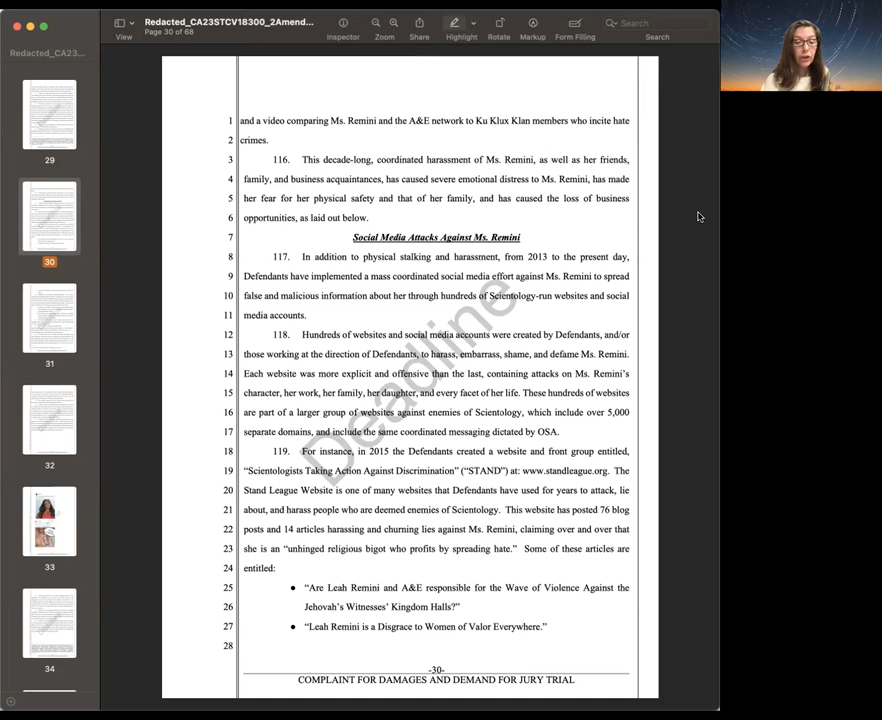 Redacted_CA23STCV18300_2Amend...
Page 30 of 68
View
Inspector
Zoom
Share
Highlight
Rotate
Markup
Form Filling
Search
Search
Redacted_CA23...
29
30
31
32
33
34
1 and a video comparing Ms. Remini and the A&E network to Ku Klux Klan members who incite hate
2 crimes.
3 116. This decade-long, coordinated harassment of Ms. Remini, as well as her friends,
4 family, and business acquaintances, has caused severe emotional distress to Ms. Remini, has made
5 her fear for her physical safety and that of her family, and has caused the loss of business
6 opportunities, as laid out below.
7 Social Media Attacks Against Ms. Remini
8 117. In addition to physical stalking and harassment, from 2013 to the present day,
9 Defendants have implemented a mass coordinated social media effort against Ms. Remini to spread
10 false and malicious information about her through hundreds of Scientology-run websites and social
11 media accounts.
12 118. Hundreds of websites and social media accounts were created by Defendants, and/or
13 those working at the direction of Defendants, to harass, embarrass, shame, and defame Ms. Remini.
14 Each website was more explicit and offensive than the last, containing attacks on Ms. Remini's
15 character, her work, her family, her daughter, and every facet of her life. These hundreds of websites
16 are part of a larger group of websites against enemies of Scientology, which include over 5,000
17 separate domains, and include the same coordinated messaging dictated by OSA.
18 119. For instance, in 2015 the Defendants created a website and front group entitled,
19 “Scientologists Taking Action Against Discrimination” (“STAND”) at: www.standleague.org. The
20 Stand League Website is one of many websites that Defendants have used for years to attack, lie
21 about, and harass people who are deemed enemies of Scientology. This website has posted 76 blog
22 posts and 14 articles harassing and churning lies against Ms. Remini, claiming over and over that
23 she is an “unhinged religious bigot who profits by spreading hate.” Some of these articles are
24 entitled:
25 ● “Are Leah Remini and A&E responsible for the Wave of Violence Against the
26 Jehovah's Witnesses' Kingdom Halls?”
27 ● “Leah Remini is a Disgrace to Women of Valor Everywhere.”
28
Deadline
-30-
COMPLAINT FOR DAMAGES AND DEMAND FOR JURY TRIAL